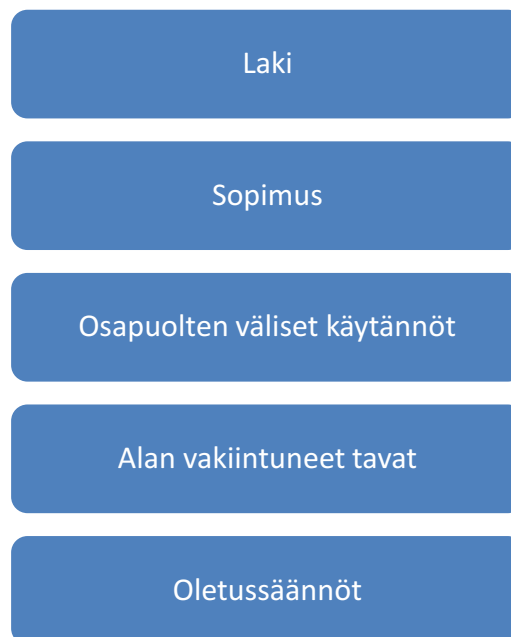 Laki
Sopimus
Osapuolten väliset käytännöt
Alan vakiintuneet tavat
Oletussäännöt